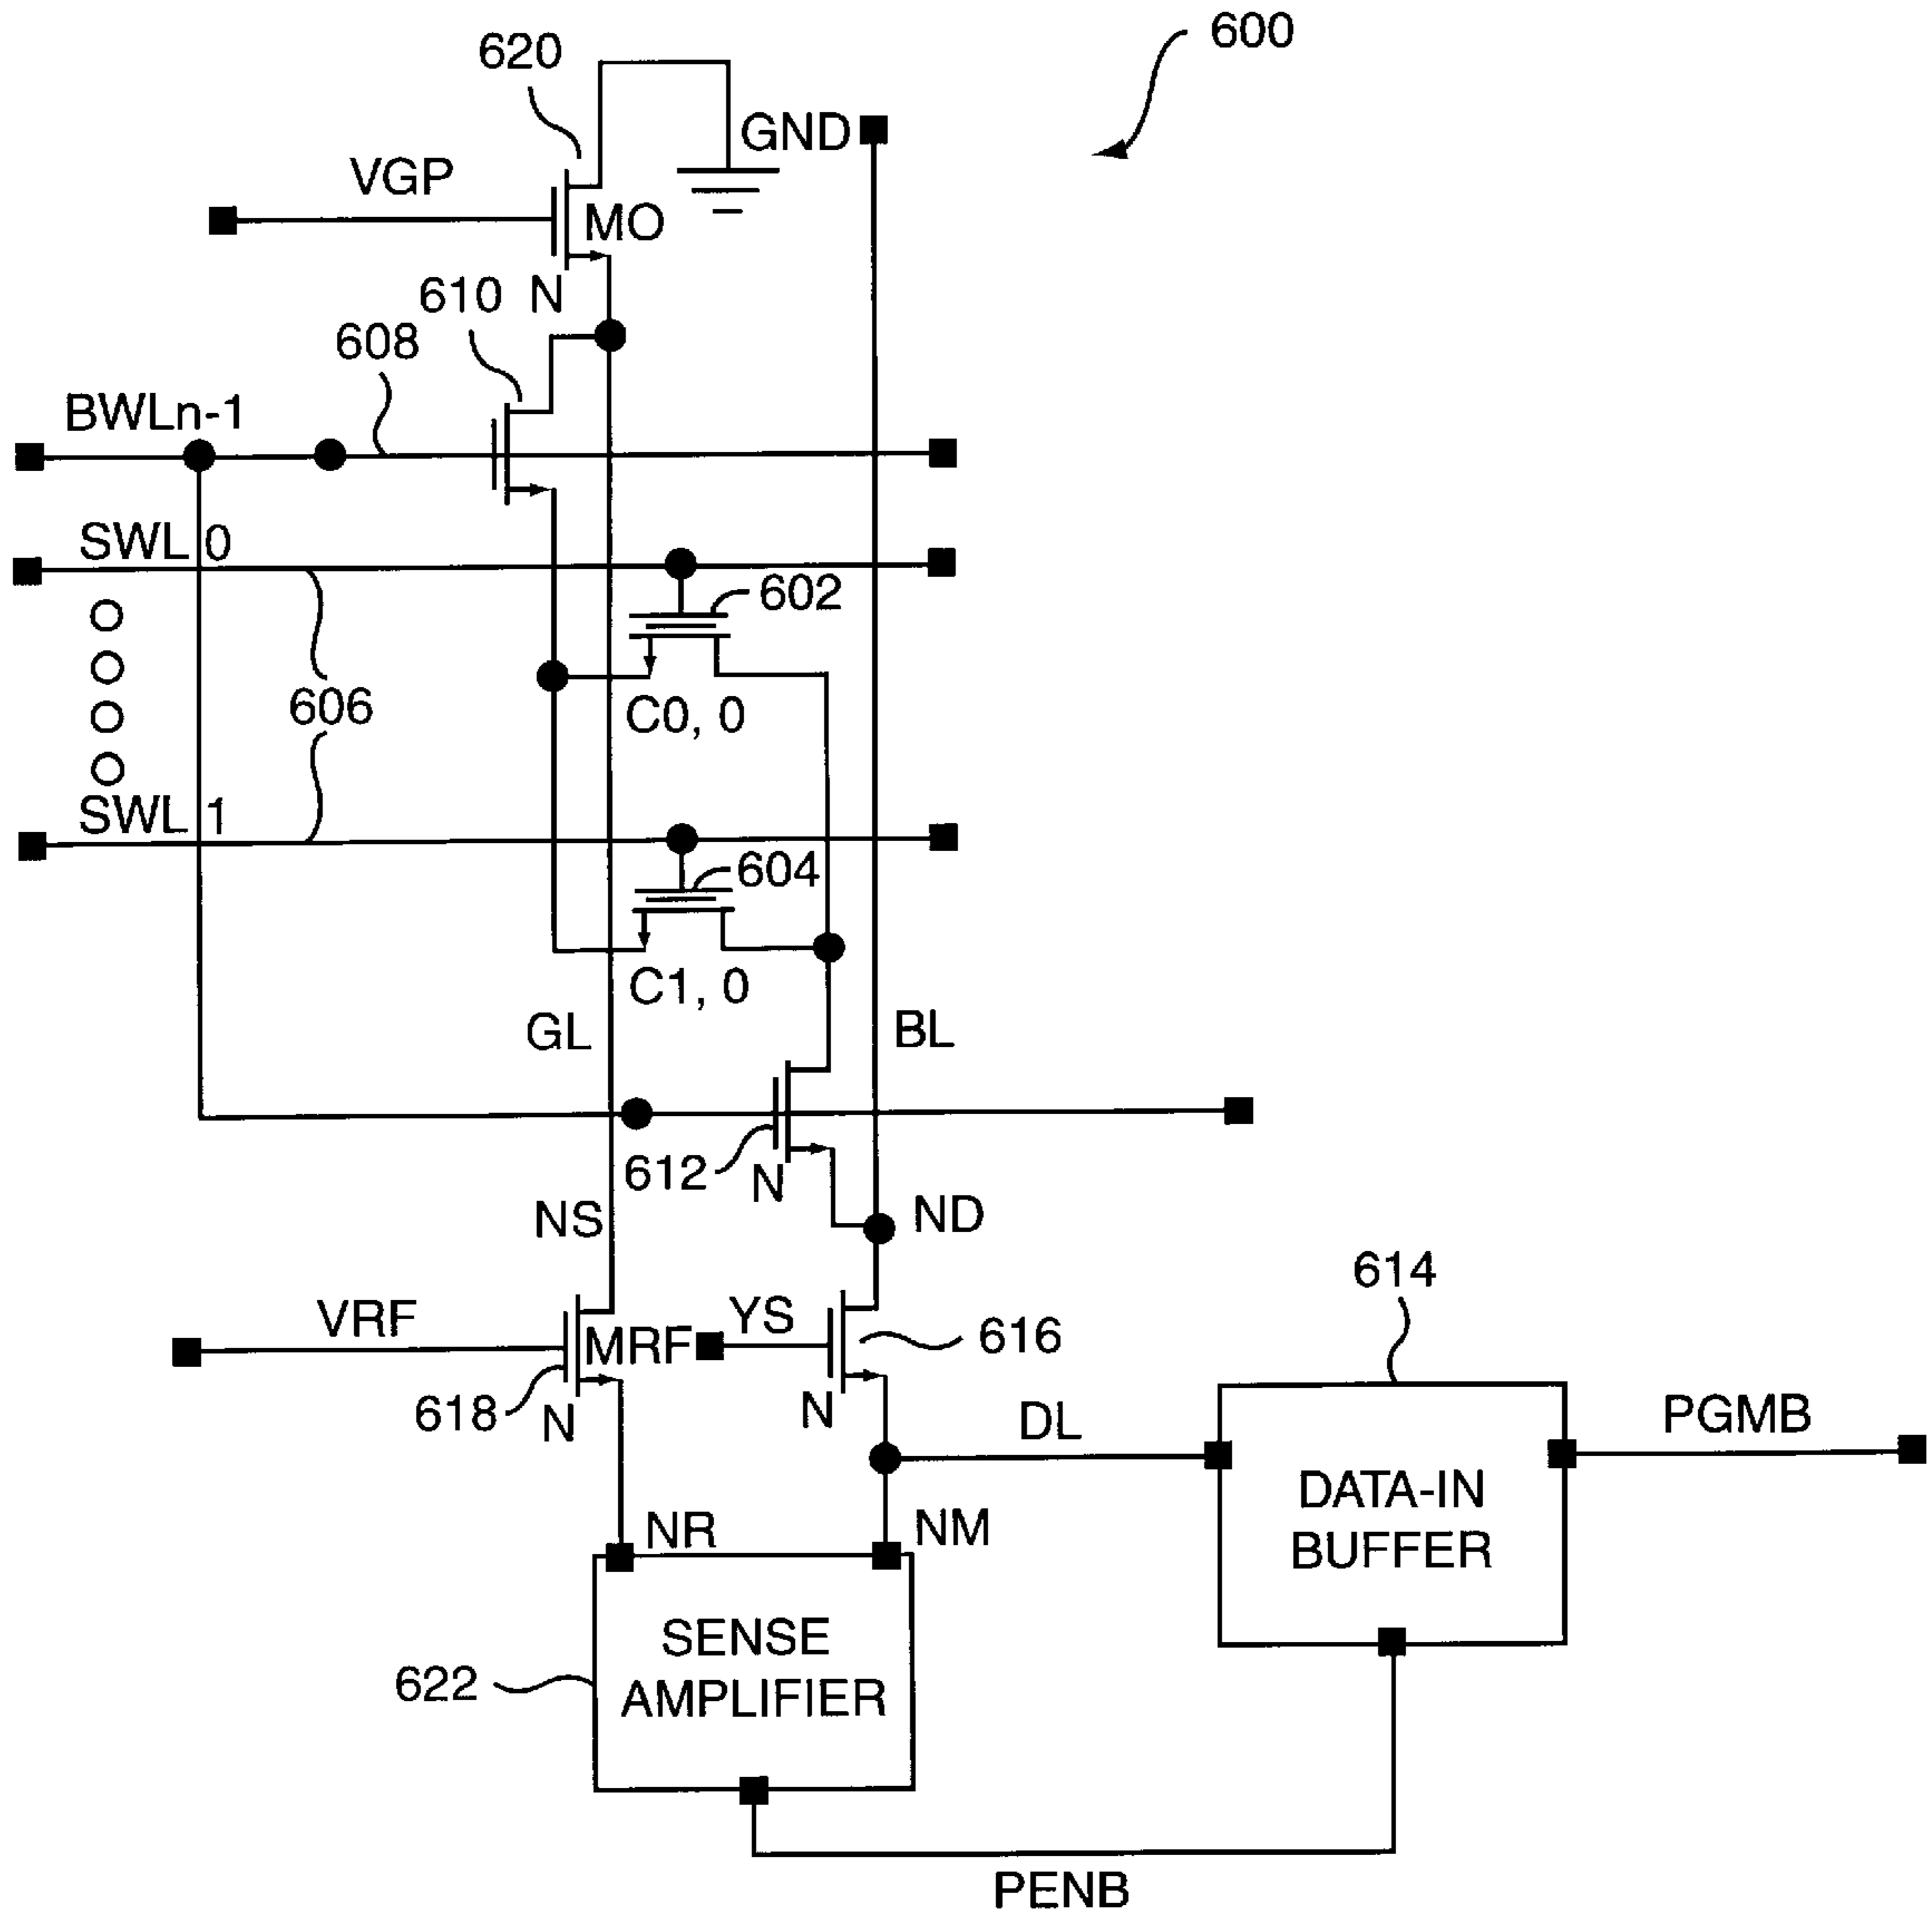 600
620
GND
VGP
MO
610 N
608
BWLn-1
SWL 0
602
606
C0, 0
SWL 1
604
C1, 0
GL
BL
612
N
NS
ND
614
VRF
MRF
YS
616
618
N
N
DL
PGMB
DATA-IN
BUFFER
NR
NM
SENSE
AMPLIFIER
622
PENB